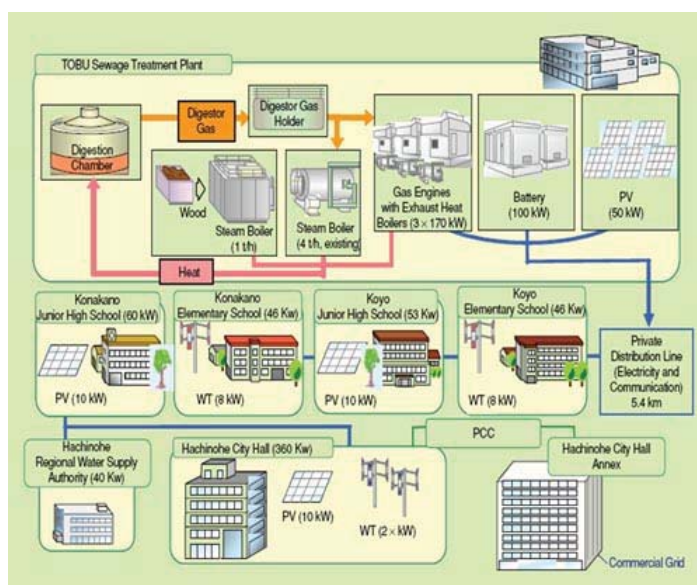 TOBU Sewage Treatment Plant
Digestor
Gas
Digestor Gas
Holder
Digestion
Chamber
Wood
Steam Boiler
(1 t/h)
Steam Boiler
(4 t/h, existing)
Gas Engines
with Exhaust Heat
Boilers (3 × 170 kW)
Battery
(100 kW)
PV
(50 kW)
Heat
Konakano
Junior High School (60 kW)
PV (10 kW)
Konakano
Elementary School (46 Kw)
WT (8 kW)
Koyo
Junior High School (53 Kw)
PV (10 kW)
Koyo
Elementary School (46 Kw)
WT (8 kW)
Private
Distribution Line
(Electricity and
Communication)
5.4 km
Hachinohe
Regional Water Supply
Authority (40 Kw)
Hachinohe City Hall (360 Kw)
PV (10 kW)
WT (2 × kW)
PCC
Hachinohe City Hall
Annex
Commercial Grid